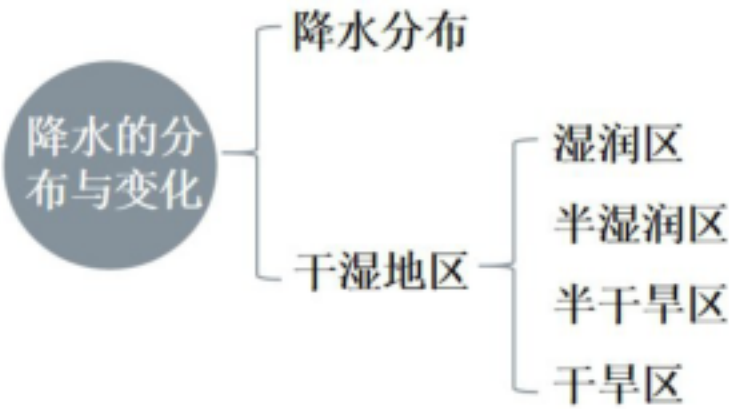 降水分布
降水的分
布与变化
湿润区
半湿润区
干湿地区
半干旱区
干旱区